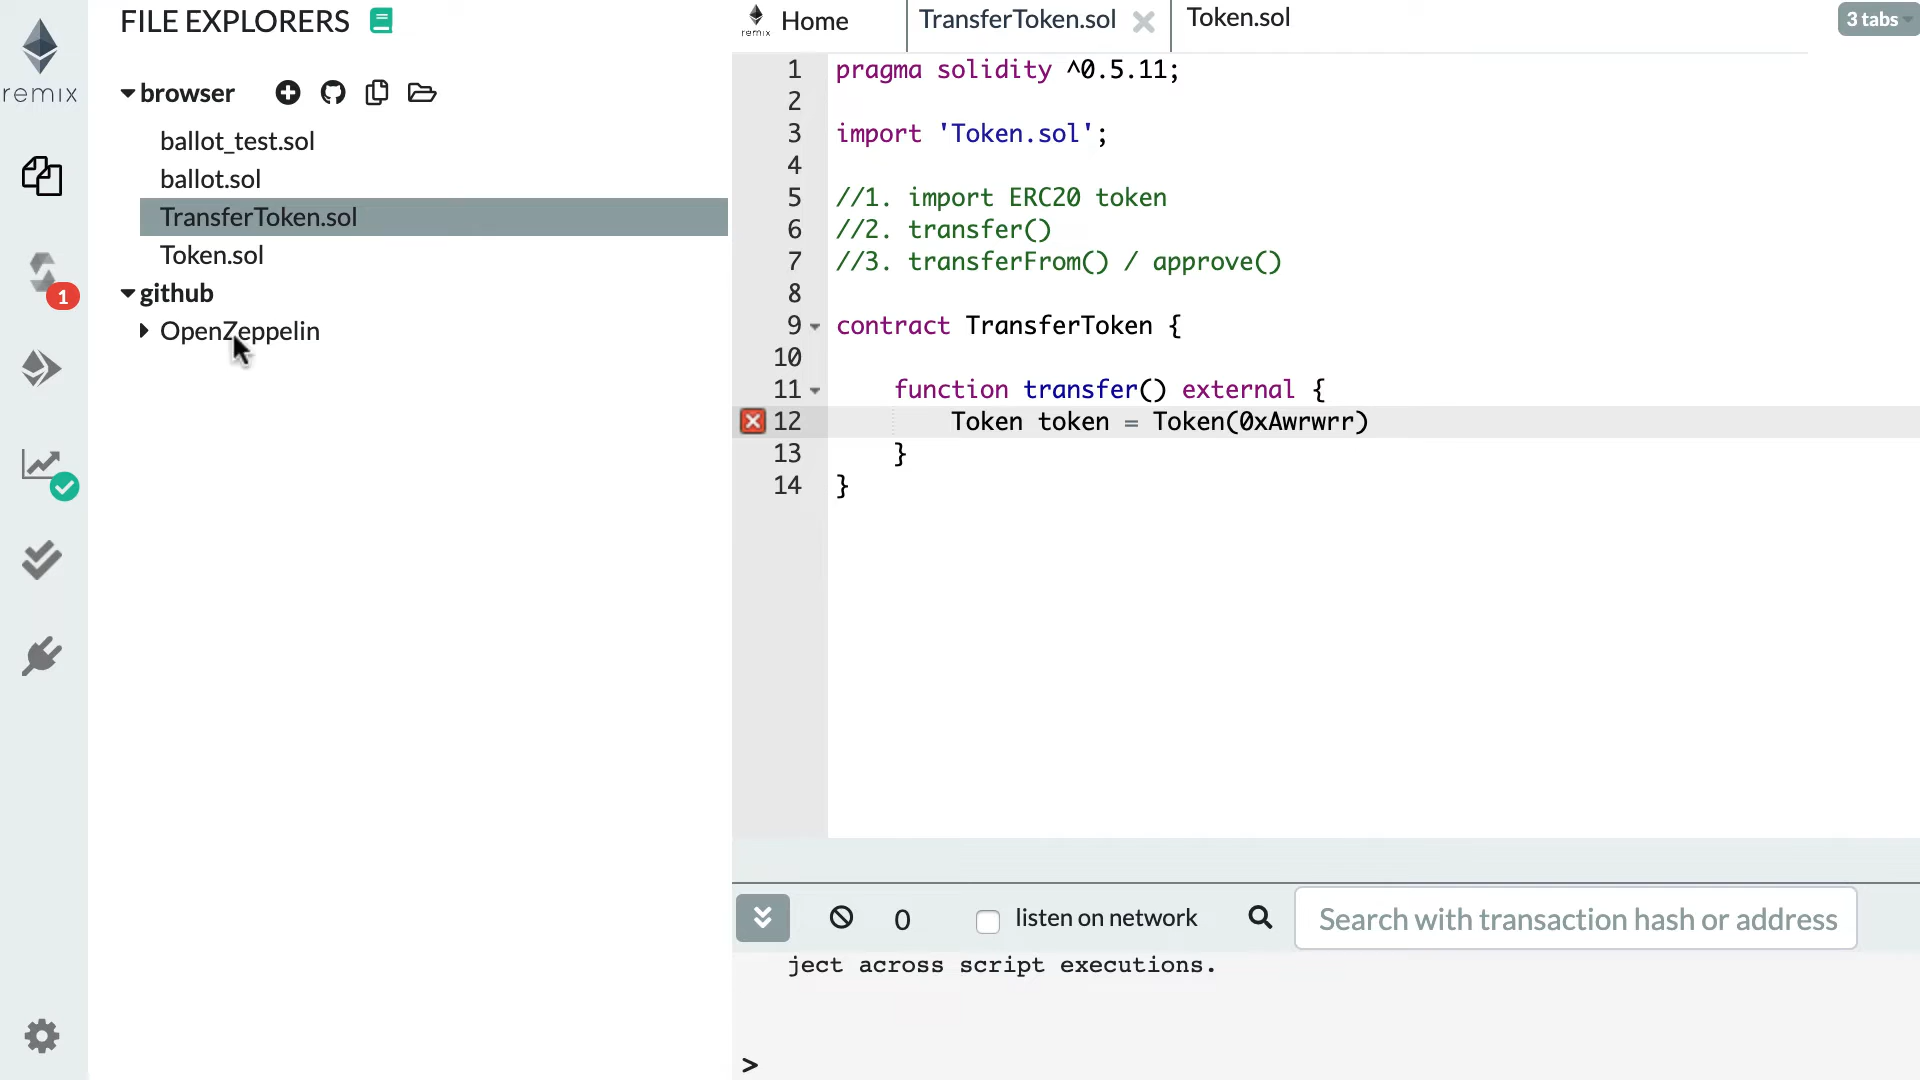 FILE EXPLORERS
remix
browser
ballot_test.sol
ballot.sol
TransferToken.sol
Token.sol
github
OpenZeppelin
1
remix
Home
TransferToken.sol
Token.sol
3 tabs
1 pragma solidity ^0.5.11;
2
3 import 'Token.sol';
4
5 //1. import ERC20 token
6 //2. transfer()
7 //3. transferFrom() / approve()
8
9 contract TransferToken {
10
11 function transfer() external {
12 Token token = Token(0xAwrwrr)
13 }
14 }
0
listen on network
Search with transaction hash or address
ject across script executions.
>